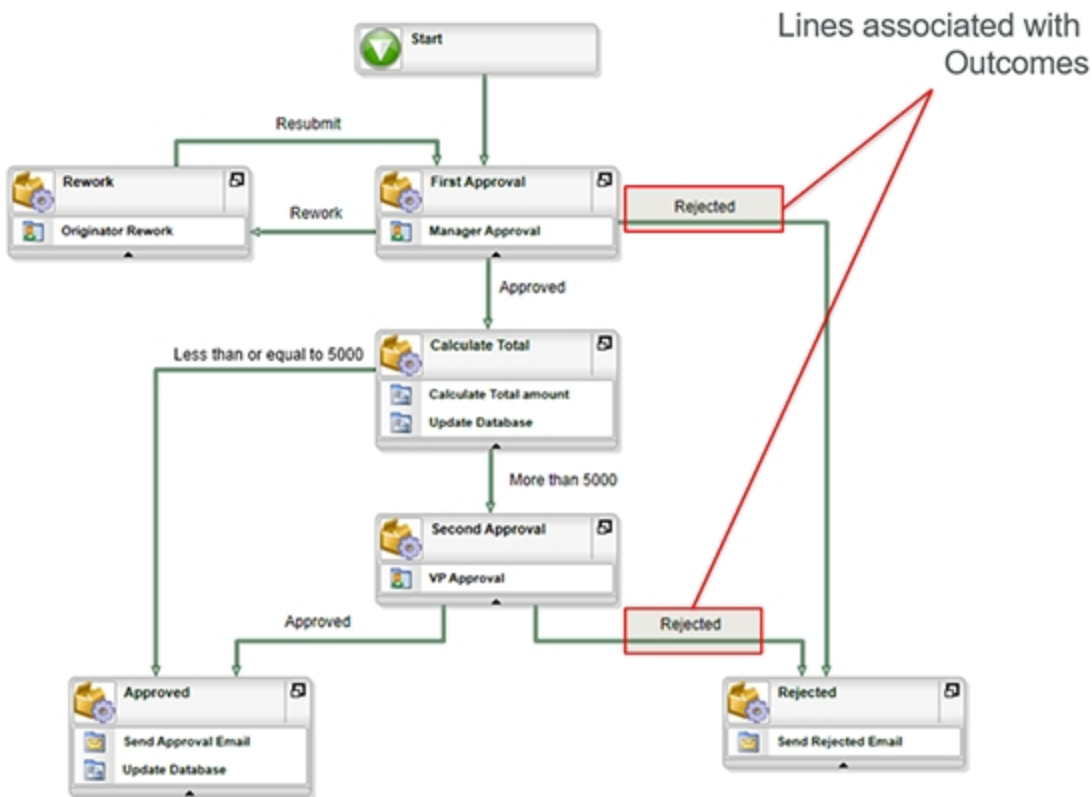 Lines associated with
Outcomes
Start
Resubmit
Rework
Originator Rework
Rework
First Approval
Manager Approval
Rejected
Approved
Less than or equal to 5000
Calculate Total
Calculate Total amount
Update Database
More than 5000
Second Approval
VP Approval
Approved
Rejected
Approved
Send Approval Email
Update Database
Rejected
Send Rejected Email